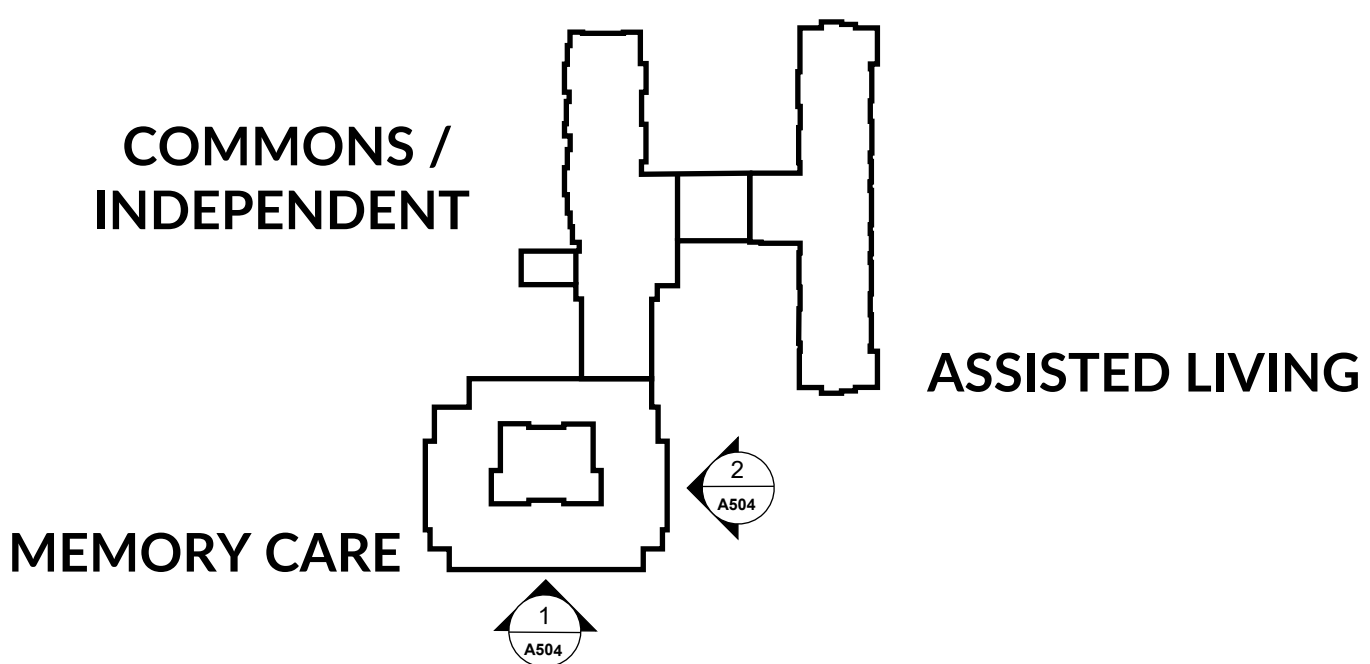 COMMONS /
INDEPENDENT
ASSISTED LIVING
2
A504
MEMORY CARE
1
A504